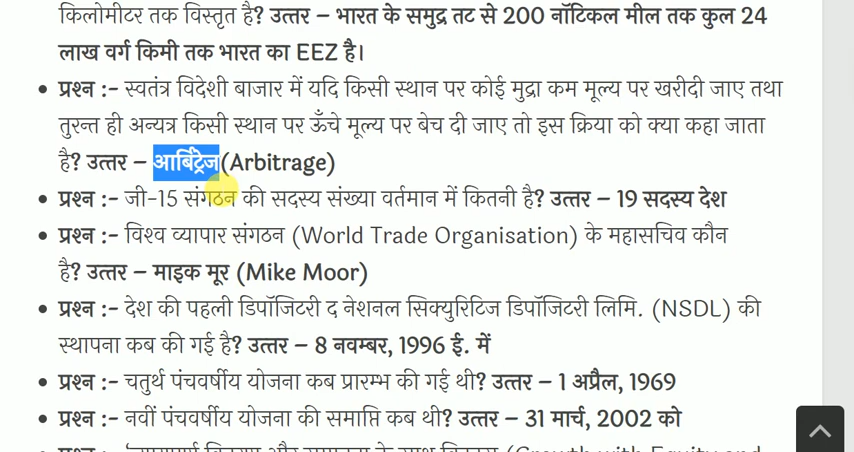 किलोमीटर तक विस्तृत है? उत्तर – भारत के समुद्र तट से 200 नॉटिकल मील तक कुल 24
लाख वर्ग किमी तक भारत का EEZ है।
• प्रश्न :- स्वतंत्र विदेशी बाजार में यदि किसी स्थान पर कोई मुद्रा कम मूल्य पर खरीदी जाए तथा
तुरन्त ही अन्यत्र किसी स्थान पर ऊँचे मूल्य पर बेच दी जाए तो इस क्रिया को क्या कहा जाता
है? उत्तर – आर्बिट्रेज(Arbitrage)
• प्रश्न :- जी-15 संगठन की सदस्य संख्या वर्तमान में कितनी है? उत्तर – 19 सदस्य देश
• प्रश्न :- विश्व व्यापार संगठन (World Trade Organisation) के महासचिव कौन
है? उत्तर – माइक मूर (Mike Moor)
• प्रश्न :- देश की पहली डिपॉजिटरी द नेशनल सिक्युरिटिज डिपॉजिटरी लिमि. (NSDL) की
स्थापना कब की गई है? उत्तर – 8 नवम्बर, 1996 ई. में
• प्रश्न :- चतुर्थ पंचवर्षीय योजना कब प्रारम्भ की गई थी? उत्तर – 1 अप्रैल, 1969
• प्रश्न :- नवीं पंचवर्षीय योजना की समाप्ति कब थी? उत्तर – 31 मार्च, 2002 को
(Growth with Equity and